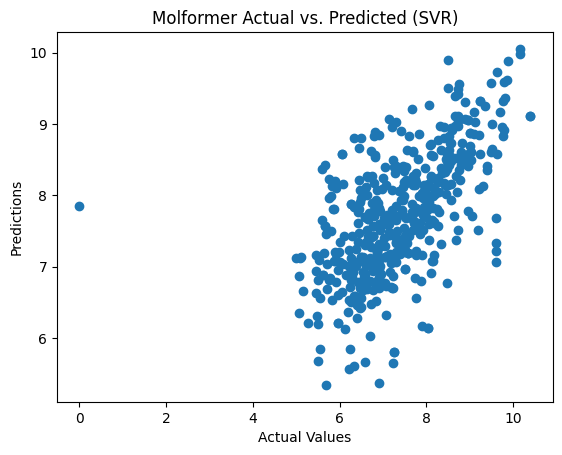 Molformer Actual vs. Predicted (SVR)
10
9
8
7
6
Predictions
0 2 4 6 8 10
Actual Values